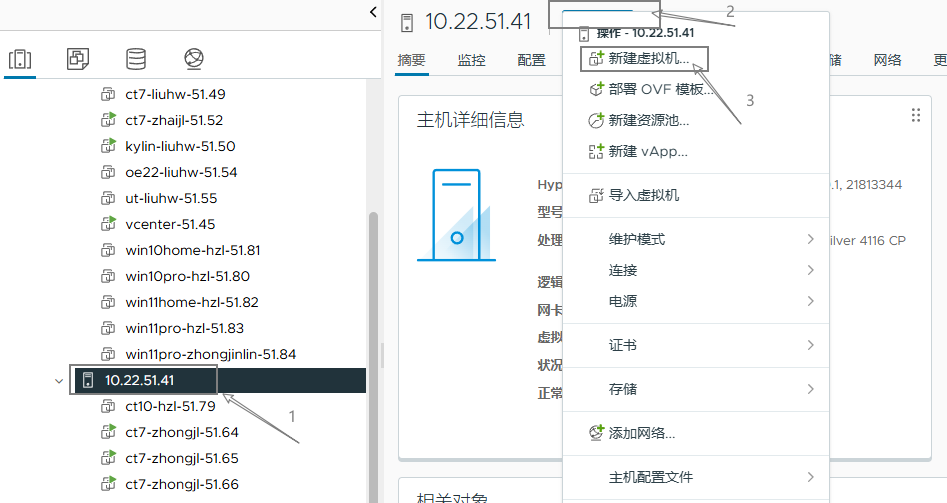 ct7-liuhw-51.49
ct7-zhaijl-51.52
kylin-liuhw-51.50
oe22-liuhw-51.54
ut-liuhw-51.55
vcenter-51.45
win10home-hzl-51.81
win10pro-hzl-51.80
win11home-hzl-51.82
win11pro-hzl-51.83
win11pro-zhongjinlin-51.84
10.22.51.41
ct10-hzl-51.79
ct7-zhongjl-51.64
ct7-zhongjl-51.65
ct7-zhongjl-51.66
1
10.22.51.41
2
摘要 监控 配置
网络 更
主机详细信息
Hyp
型号
处理
逻辑
网卡
虚拟
状况
正常
.1, 21813344
ilver 4116 CP
相关对象
操作 - 10.22.51.41
新建虚拟机...
3
部署 OVF 模板...
新建资源池...
新建 vApp...
导入虚拟机
维护模式
连接
电源
证书
存储
添加网络...
主机配置文件